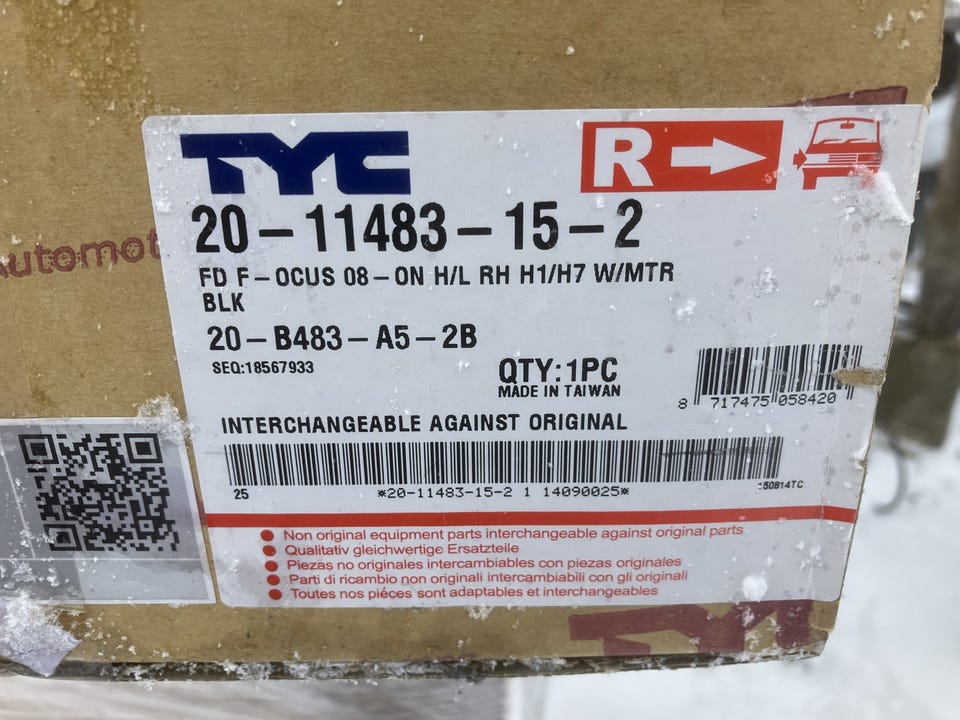 TYC
R
20-11483-15-2
FD F-OCUS 08-ON H/L RH H1/H7 W/MTR
BLK
20-B483-A5-2B
SEQ:18567933
QTY:1PC
MADE IN TAIWAN
8 717475 058420
INTERCHANGEABLE AGAINST ORIGINAL
25
*20-11483-15-2 1 14090025*
150814TC
Non original equipment parts interchangeable against original parts
Qualitativ gleichwertige Ersatzteile
Piezas no originales intercambiables con piezas originales
Parti di ricambio non originali intercambiabili con gli originali
Toutes nos piéces sont adaptables et interchangeables
Automot
TYC